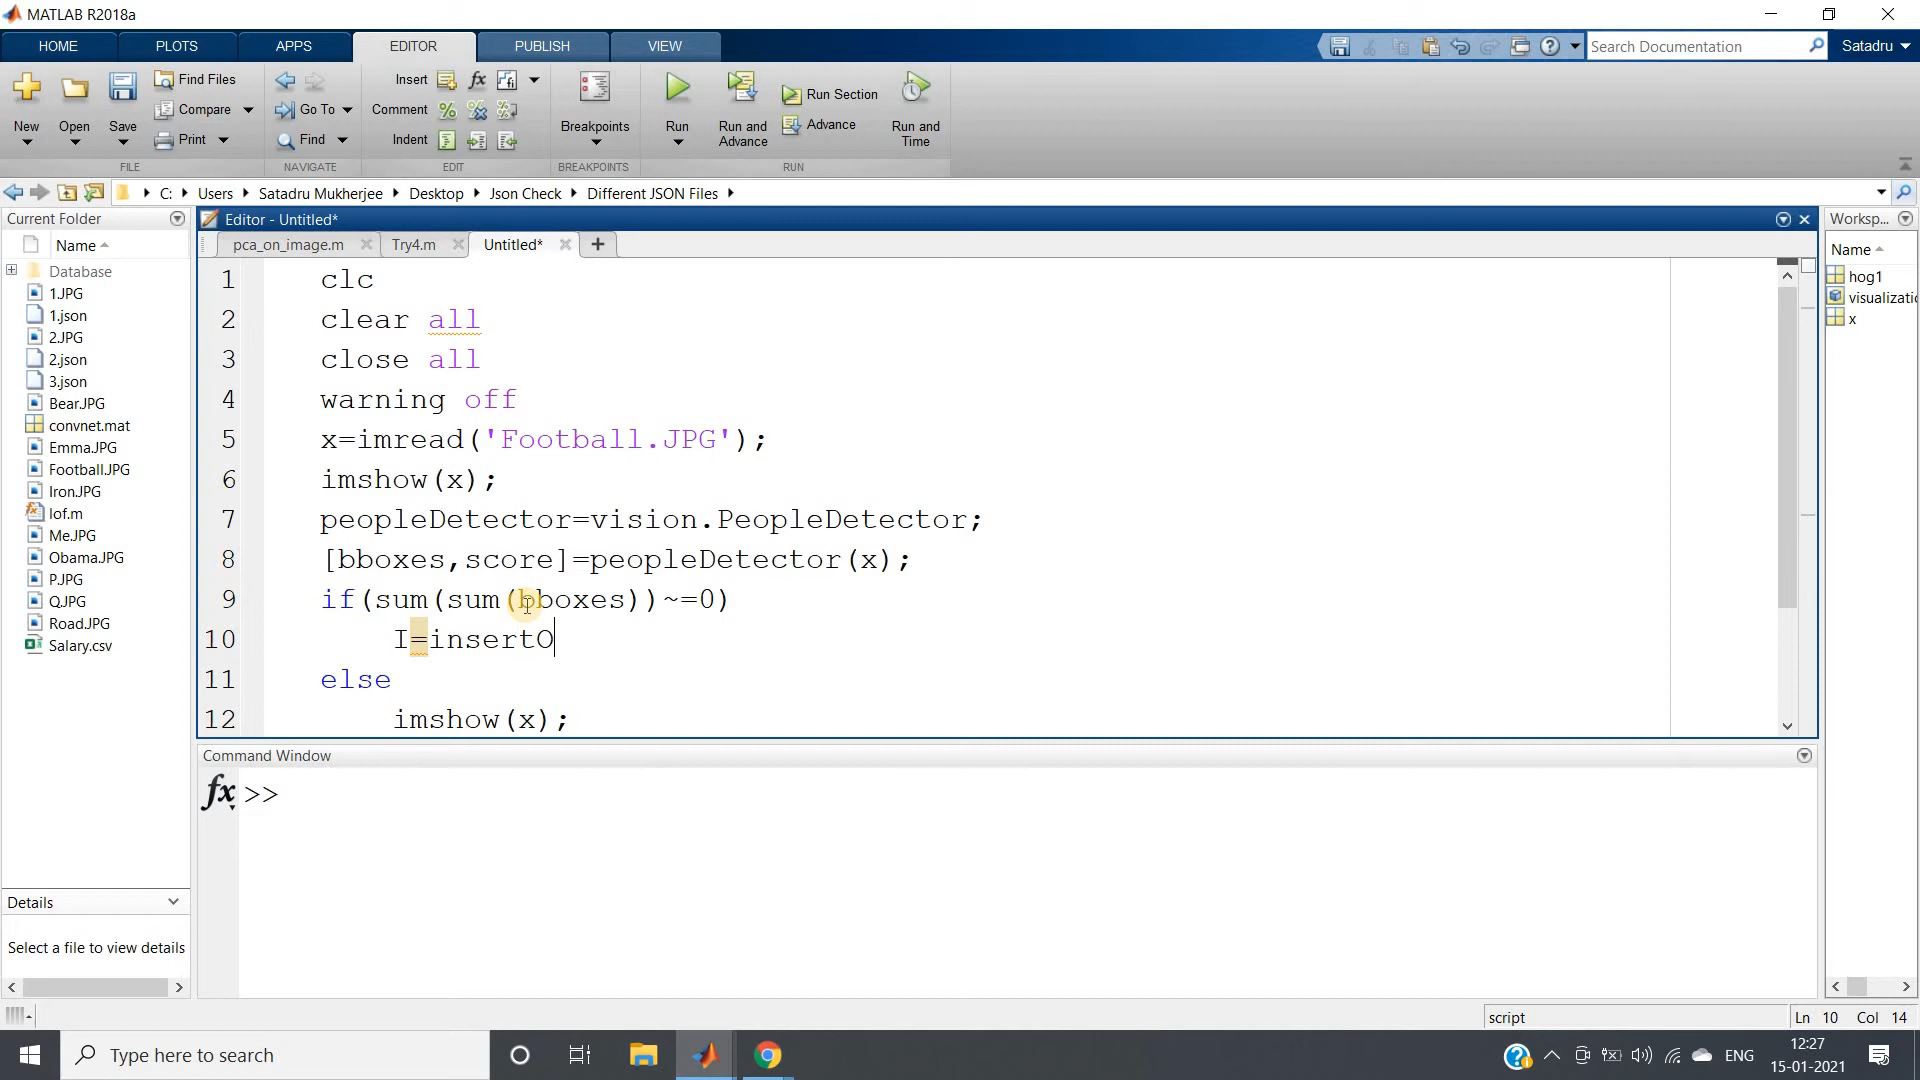 MATLAB R2018a
HOME PLOTS APPS EDITOR PUBLISH VIEW
Search Documentation
Satadru
New
Open
Save
Find Files
Compare
Print
FILE
Go To
Find
NAVIGATE
Insert
Comment
Indent
EDIT
Breakpoints
BREAKPOINTS
Run
Run and Advance
Run Section
Advance
Run and Time
RUN
C: Users Satadru Mukherjee Desktop Json Check Different JSON Files
Current Folder
Name
Database
1.JPG
1.json
2.JPG
2.json
3.json
Bear.JPG
convnet.mat
Emma.JPG
Football.JPG
Iron.JPG
lof.m
Me.JPG
Obama.JPG
P.JPG
Q.JPG
Road.JPG
Salary.csv
Details
Select a file to view details
Editor - Untitled*
pca_on_image.m Try4.m Untitled*
1 clc
2 clear all
3 close all
4 warning off
5 x=imread('Football.JPG');
6 imshow(x);
7 peopleDetector=vision.PeopleDetector;
8 [bboxes,score]=peopleDetector(x);
9 if(sum(sum(bboxes))~=0)
10 I=insertO
11 else
12 imshow(x);
Command Window
fx >>
Worksp...
Name
hog1
visualizatio
x
script
Ln 10 Col 14
Type here to search
ENG
12:27
15-01-2021